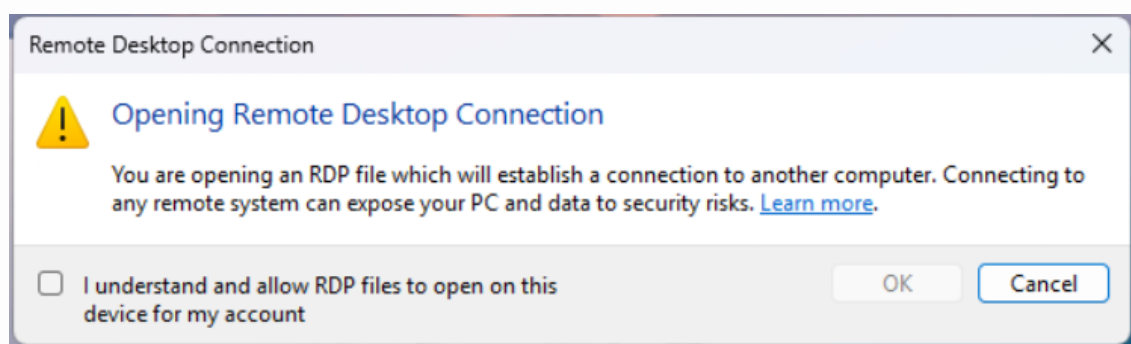 Remote Desktop Connection
Opening Remote Desktop Connection
You are opening an RDP file which will establish a connection to another computer. Connecting to
any remote system can expose your PC and data to security risks. Learn more.
I understand and allow RDP files to open on this
device for my account
OK
Cancel